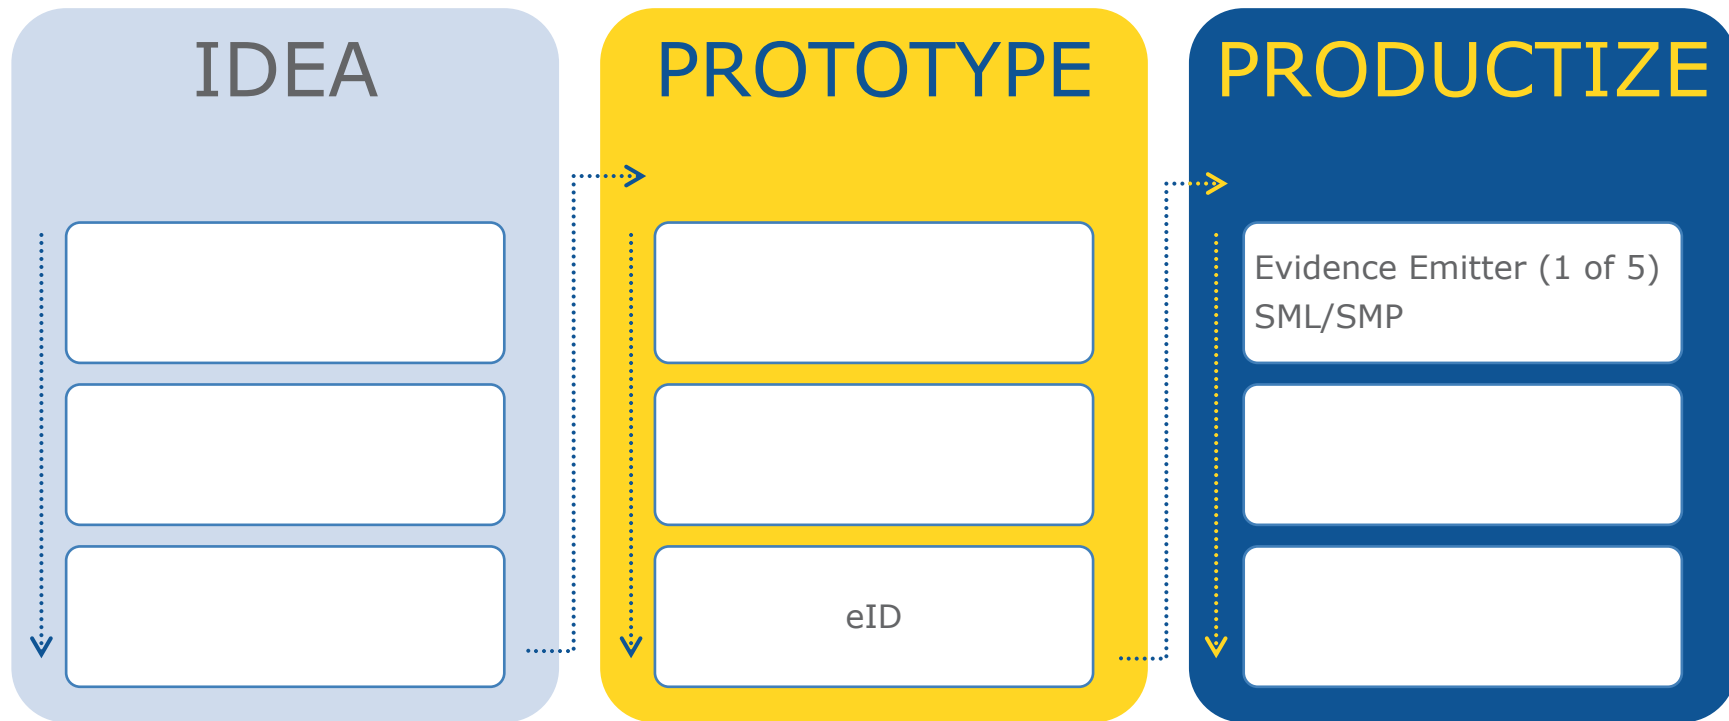 IDEA
PROTOTYPE
PRODUCTIZE
Evidence Emitter (1 of 5)
SML/SMP
eID